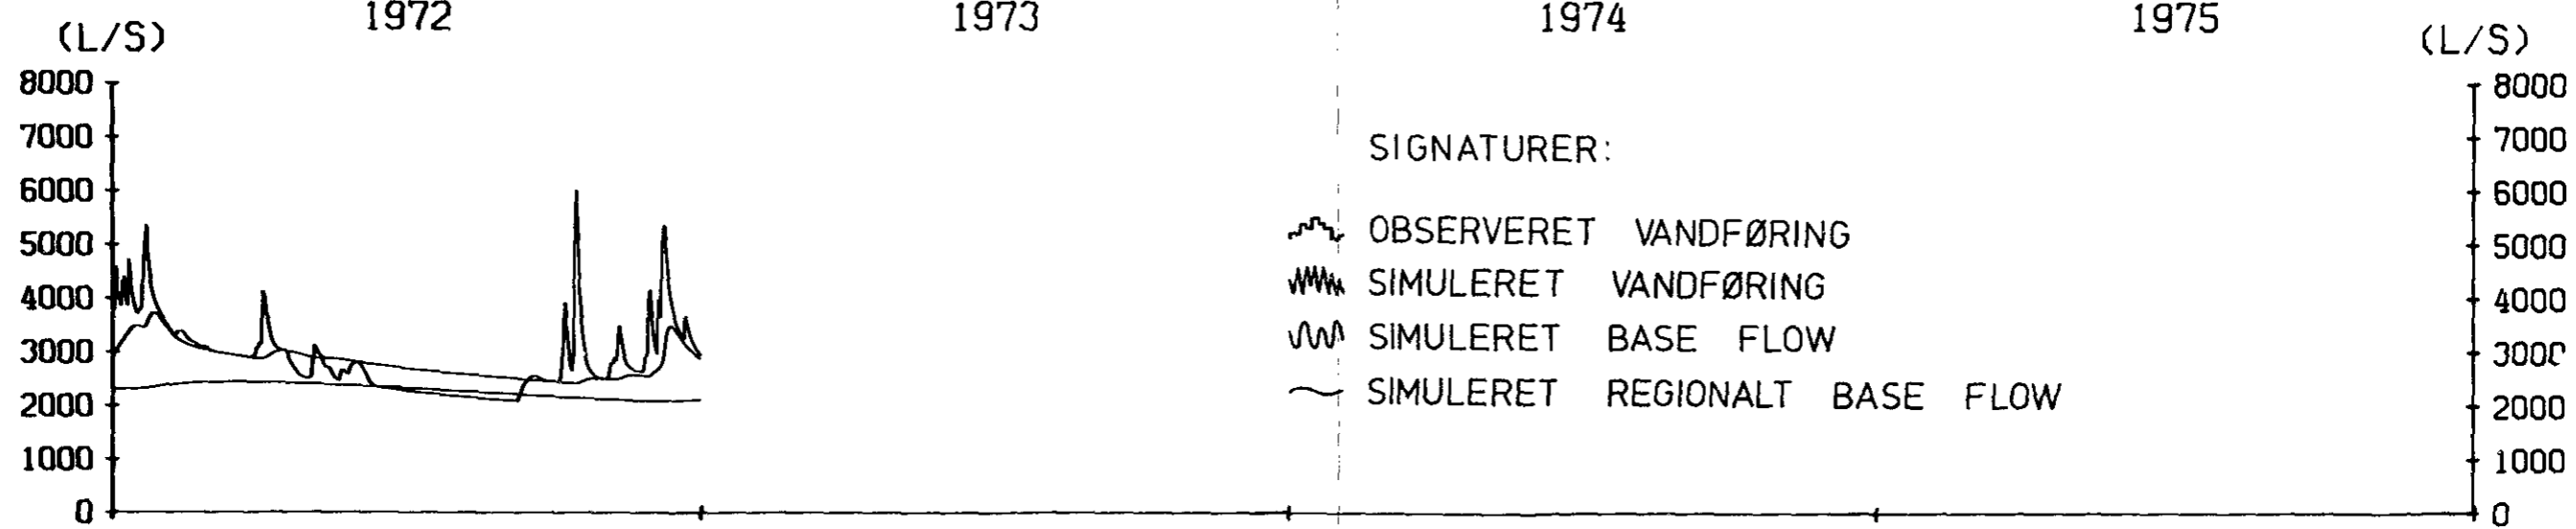 1972 1973 1974 1975
(L/S) (L/S)
8000 8000
7000 7000
SIGNATURER:
6000 6000
5000 OBSERVERET VANDFØRING 5000
4000 SIMULERET VANDFØRING 4000
3000 SIMULERET BASE FLOW 3000
2000 SIMULERET REGIONALT BASE FLOW 2000
1000 1000
0 0